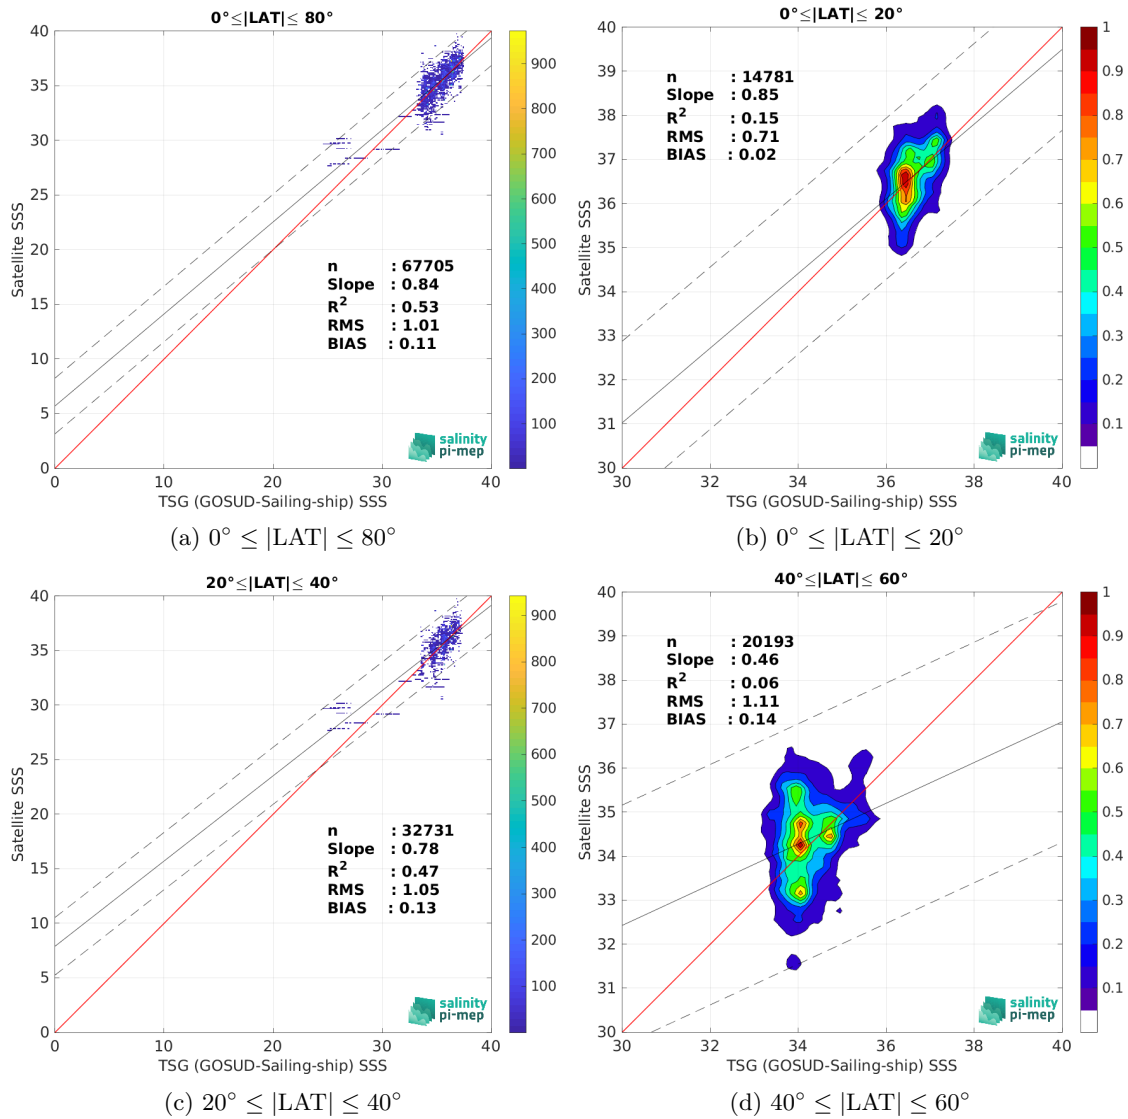 0°≤|LAT|≤ 80°
40
35
30
25
20
15
10
5
0
Satellite SSS
n : 67705
Slope : 0.84
R² : 0.53
RMS : 1.01
BIAS : 0.11
salinity
pi-mep
0 10 20 30 40
TSG (GOSUD-Sailing-ship) SSS
900
800
700
600
500
400
300
200
100
(a) 0° ≤ |LAT| ≤ 80°
0°≤|LAT|≤ 20°
40
39
38
37
36
35
34
33
32
31
30
Satellite SSS
n : 14781
Slope : 0.85
R² : 0.15
RMS : 0.71
BIAS : 0.02
salinity
pi-mep
30 32 34 36 38 40
TSG (GOSUD-Sailing-ship) SSS
1
0.9
0.8
0.7
0.6
0.5
0.4
0.3
0.2
0.1
(b) 0° ≤ |LAT| ≤ 20°
20°≤|LAT|≤ 40°
40
35
30
25
20
15
10
5
0
Satellite SSS
n : 32731
Slope : 0.78
R² : 0.47
RMS : 1.05
BIAS : 0.13
salinity
pi-mep
0 10 20 30 40
TSG (GOSUD-Sailing-ship) SSS
900
800
700
600
500
400
300
200
100
(c) 20° ≤ |LAT| ≤ 40°
40°≤|LAT|≤ 60°
40
39
38
37
36
35
34
33
32
31
30
Satellite SSS
n : 20193
Slope : 0.46
R² : 0.06
RMS : 1.11
BIAS : 0.14
salinity
pi-mep
30 32 34 36 38 40
TSG (GOSUD-Sailing-ship) SSS
1
0.9
0.8
0.7
0.6
0.5
0.4
0.3
0.2
0.1
(d) 40° ≤ |LAT| ≤ 60°